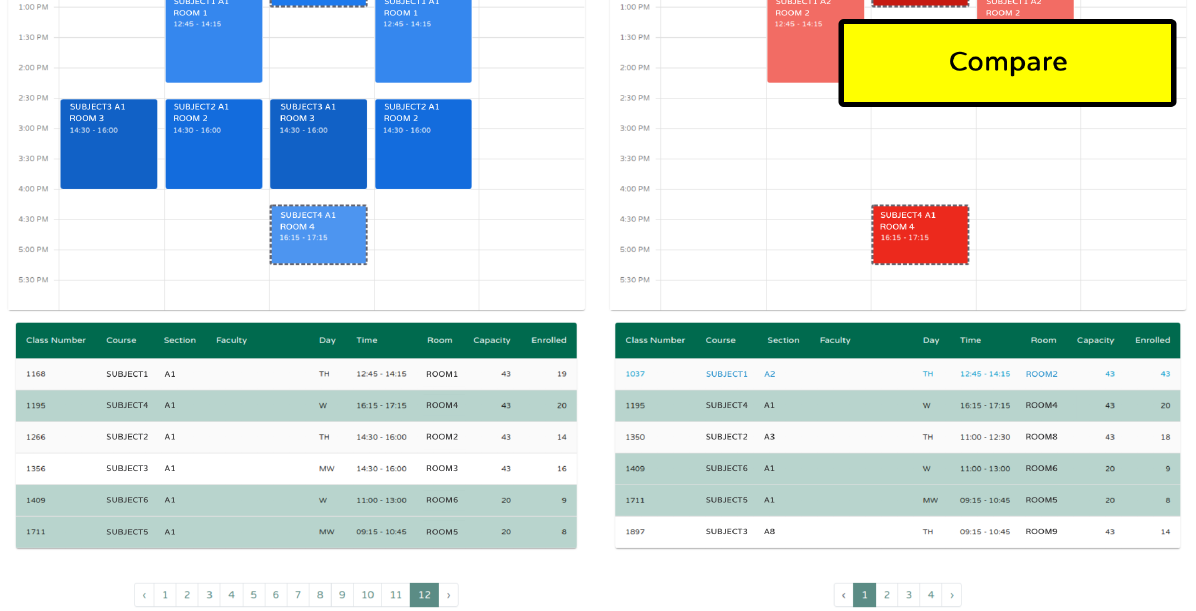 1:00 PM
1:30 PM
2:00 PM
2:30 PM
3:00 PM
3:30 PM
4:00 PM
4:30 PM
5:00 PM
5:30 PM
SUBJECT1 A1
ROOM 1
12:45 - 14:15
SUBJECT1 A1
ROOM 1
12:45 - 14:15
SUBJECT3 A1
ROOM 3
14:30 - 16:00
SUBJECT2 A1
ROOM 2
14:30 - 16:00
SUBJECT3 A1
ROOM 3
14:30 - 16:00
SUBJECT2 A1
ROOM 2
14:30 - 16:00
SUBJECT4 A1
ROOM 4
16:15 - 17:15
1:00 PM
1:30 PM
2:00 PM
2:30 PM
3:00 PM
3:30 PM
4:00 PM
4:30 PM
5:00 PM
5:30 PM
SUBJECT1 A2
ROOM 2
12:45 - 14:15
SUBJECT1 A2
ROOM 2
Compare
SUBJECT4 A1
ROOM 4
16:15 - 17:15
Class Number Course Section Faculty Day Time Room Capacity Enrolled
1168 SUBJECT1 A1 TH 12:45 - 14:15 ROOM1 43 19
1195 SUBJECT4 A1 W 16:15 - 17:15 ROOM4 43 20
1266 SUBJECT2 A1 TH 14:30 - 16:00 ROOM2 43 14
1356 SUBJECT3 A1 MW 14:30 - 16:00 ROOM3 43 16
1409 SUBJECT6 A1 W 11:00 - 13:00 ROOM6 20 9
1711 SUBJECT5 A1 MW 09:15 - 10:45 ROOM5 20 8
‹ 1 2 3 4 5 6 7 8 9 10 11 12 ›
Class Number Course Section Faculty Day Time Room Capacity Enrolled
1037 SUBJECT1 A2 TH 12:45 - 14:15 ROOM2 43 43
1195 SUBJECT4 A1 W 16:15 - 17:15 ROOM4 43 20
1350 SUBJECT2 A3 TH 11:00 - 12:30 ROOM8 43 18
1409 SUBJECT6 A1 W 11:00 - 13:00 ROOM6 20 9
1711 SUBJECT5 A1 MW 09:15 - 10:45 ROOM5 20 8
1897 SUBJECT3 A8 TH 09:15 - 10:45 ROOM9 43 14
‹ 1 2 3 4 ›